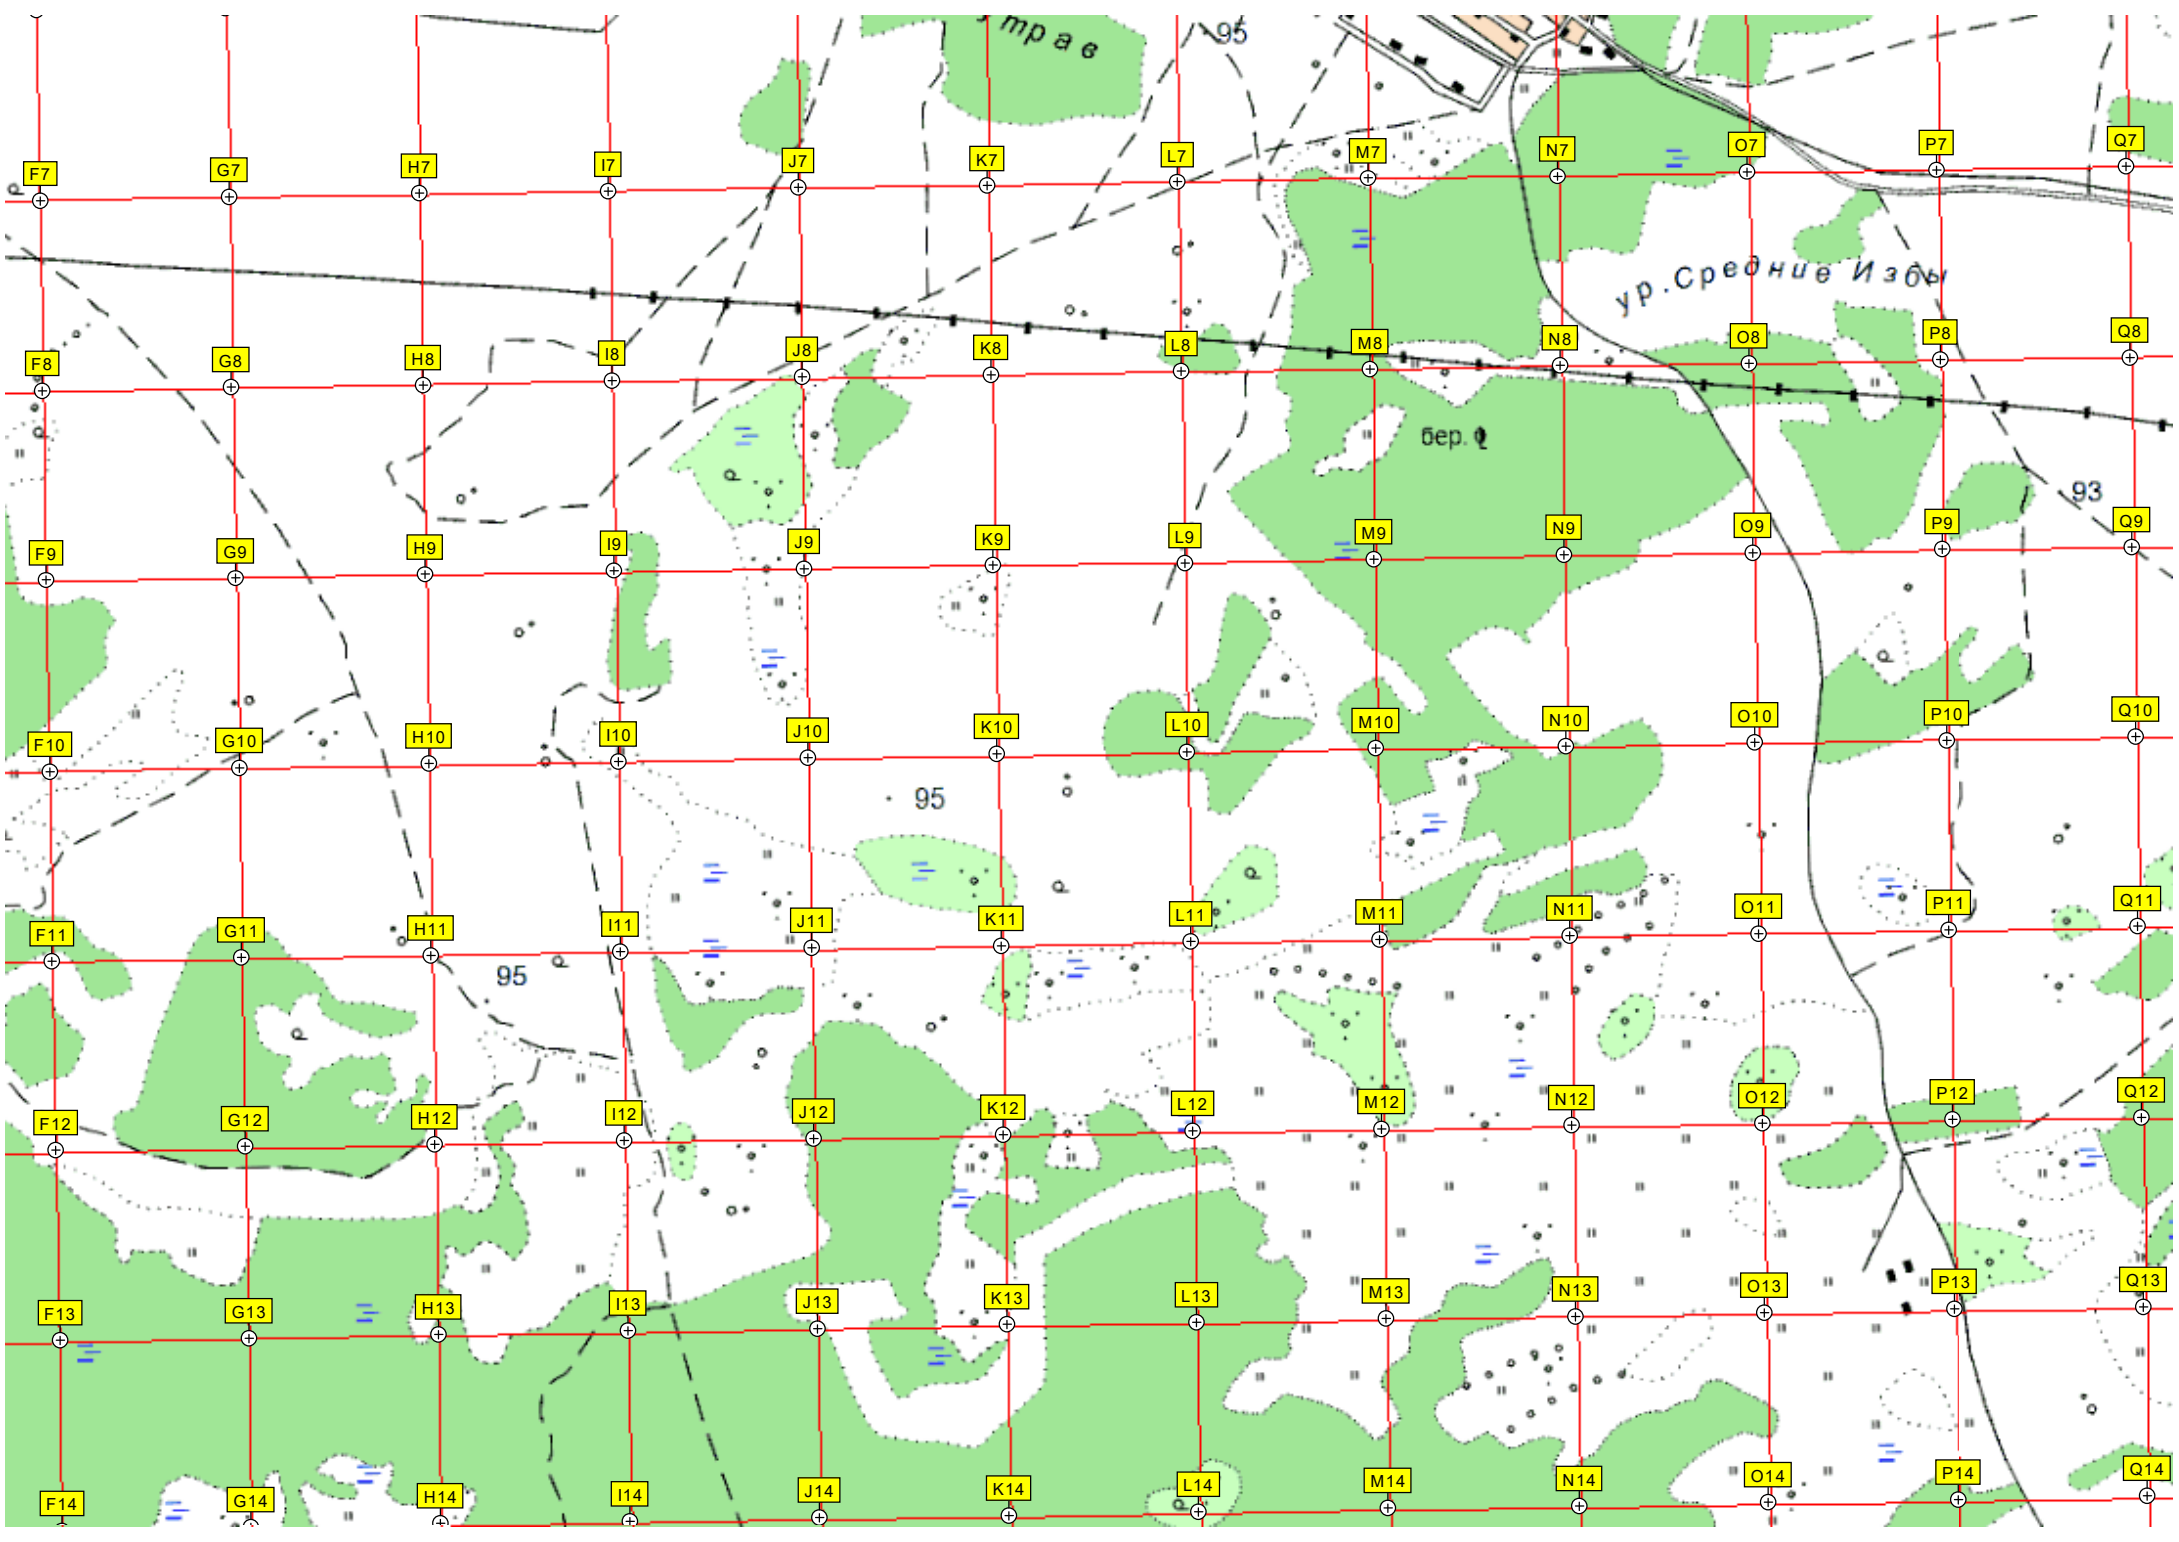 утрав
95
F7 G7 H7 I7 J7 K7 L7 M7 N7 O7 P7 Q7
ур.Средние Избы
F8 G8 H8 I8 J8 K8 L8 M8 N8 O8 P8 Q8
бер.
93
F9 G9 H9 I9 J9 K9 L9 M9 N9 O9 P9 Q9
F10 G10 H10 I10 J10 K10 L10 M10 N10 O10 P10 Q10
95
F11 G11 H11 I11 J11 K11 L11 M11 N11 O11 P11 Q11
95
F12 G12 H12 I12 J12 K12 L12 M12 N12 O12 P12 Q12
F13 G13 H13 I13 J13 K13 L13 M13 N13 O13 P13 Q13
F14 G14 H14 I14 J14 K14 L14 M14 N14 O14 P14 Q14